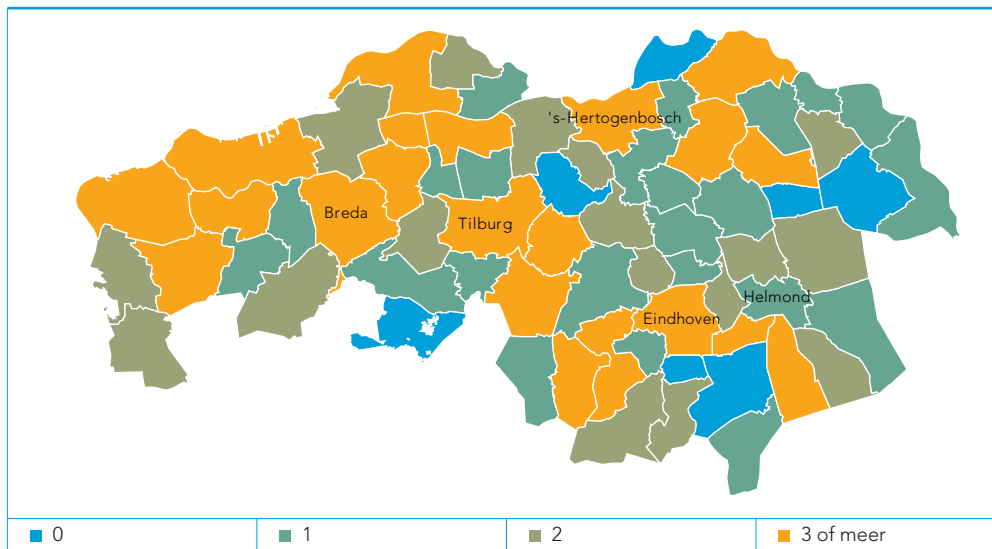 's-Hertogenbosch
Breda
Tilburg
Helmond
Eindhoven
0
1
2
3 of meer